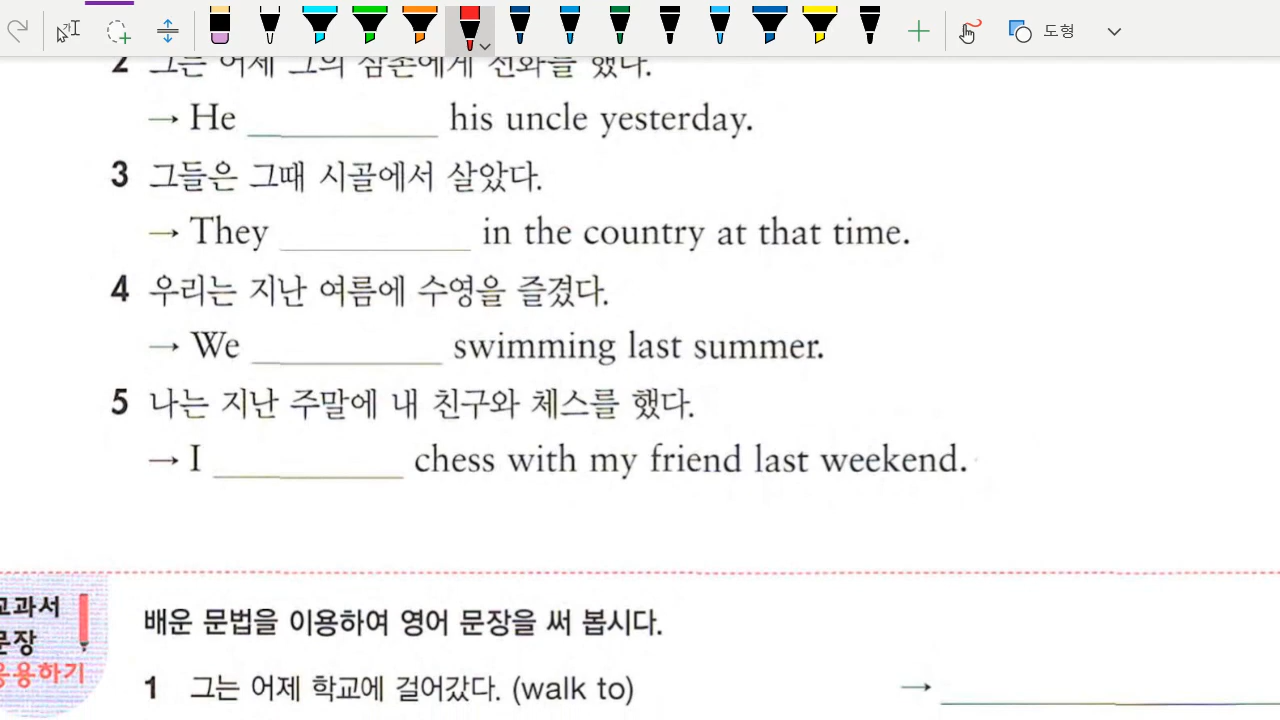 도형
2 그는 어제 그의 삼촌에게 전화를 했다.
→ He ____________ his uncle yesterday.
3 그들은 그때 시골에서 살았다.
→ They ____________ in the country at that time.
4 우리는 지난 여름에 수영을 즐겼다.
→ We ____________ swimming last summer.
5 나는 지난 주말에 내 친구와 체스를 했다.
→ I ____________ chess with my friend last weekend.
교과서
문장
응용하기
배운 문법을 이용하여 영어 문장을 써 봅시다.
1 그는 어제 학교에 걸어갔다. (walk to) → ____________